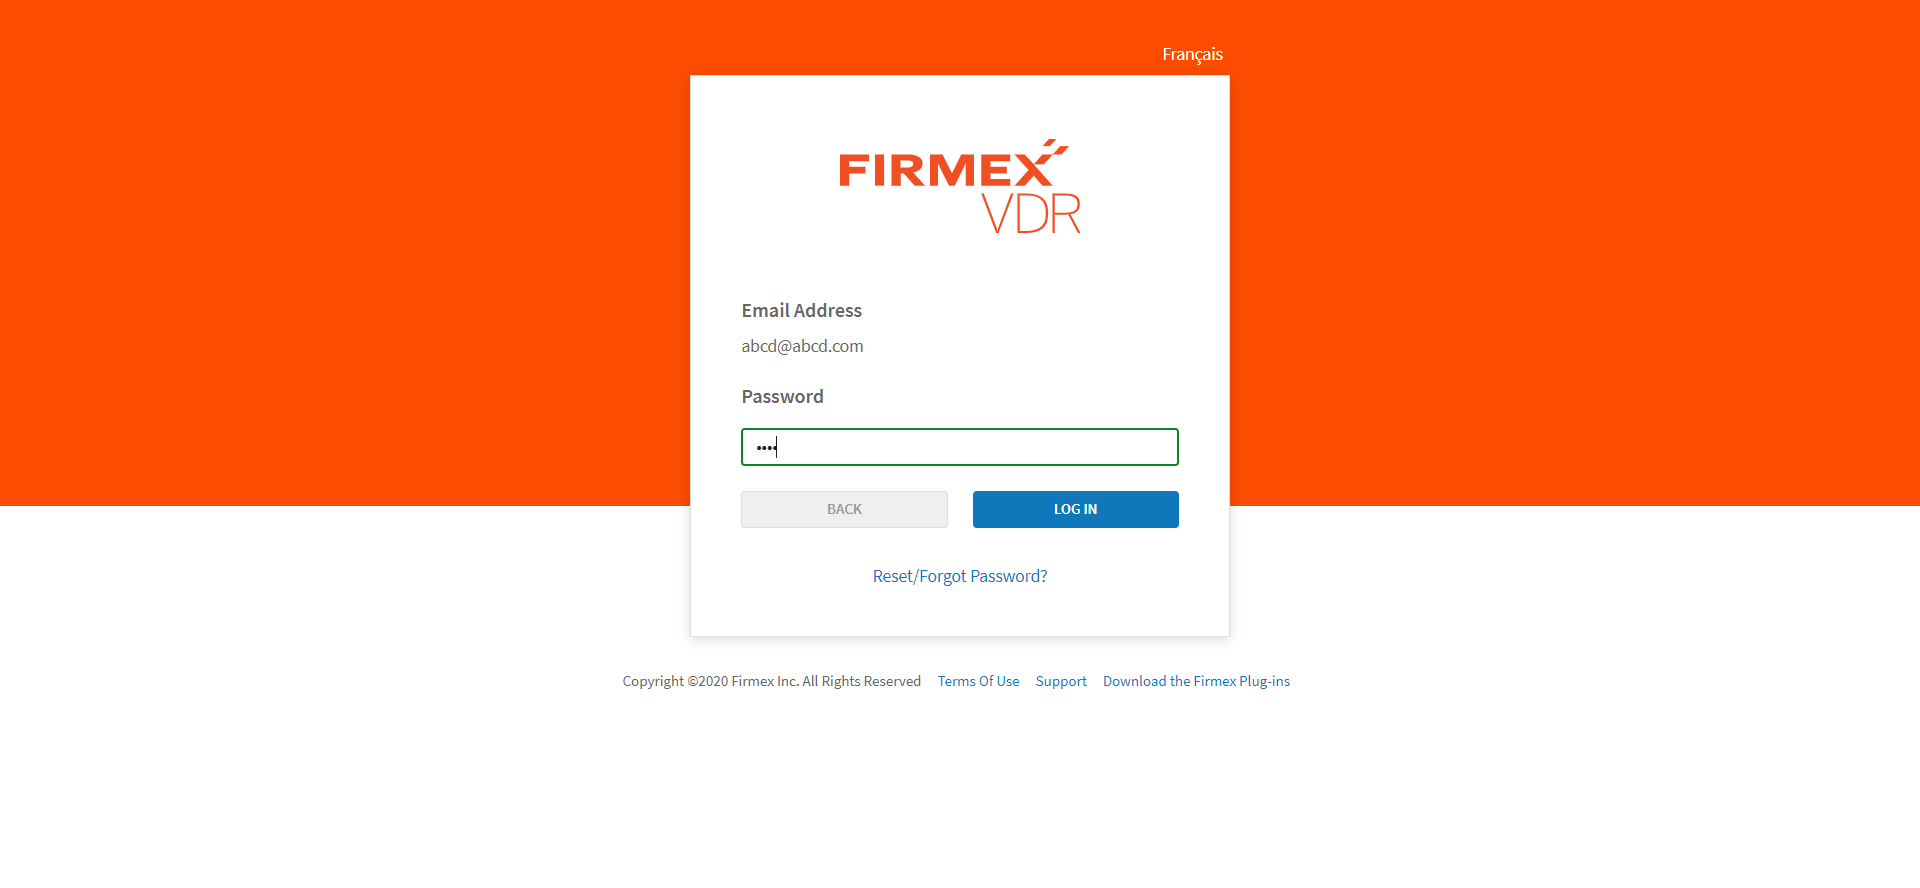 Français
FIRMEX
VDR
Email Address
abcd@abcd.com
Password
••••
BACK LOG IN
Reset/Forgot Password?
Copyright ©2020 Firmex Inc. All Rights Reserved Terms Of Use Support Download the Firmex Plug-ins